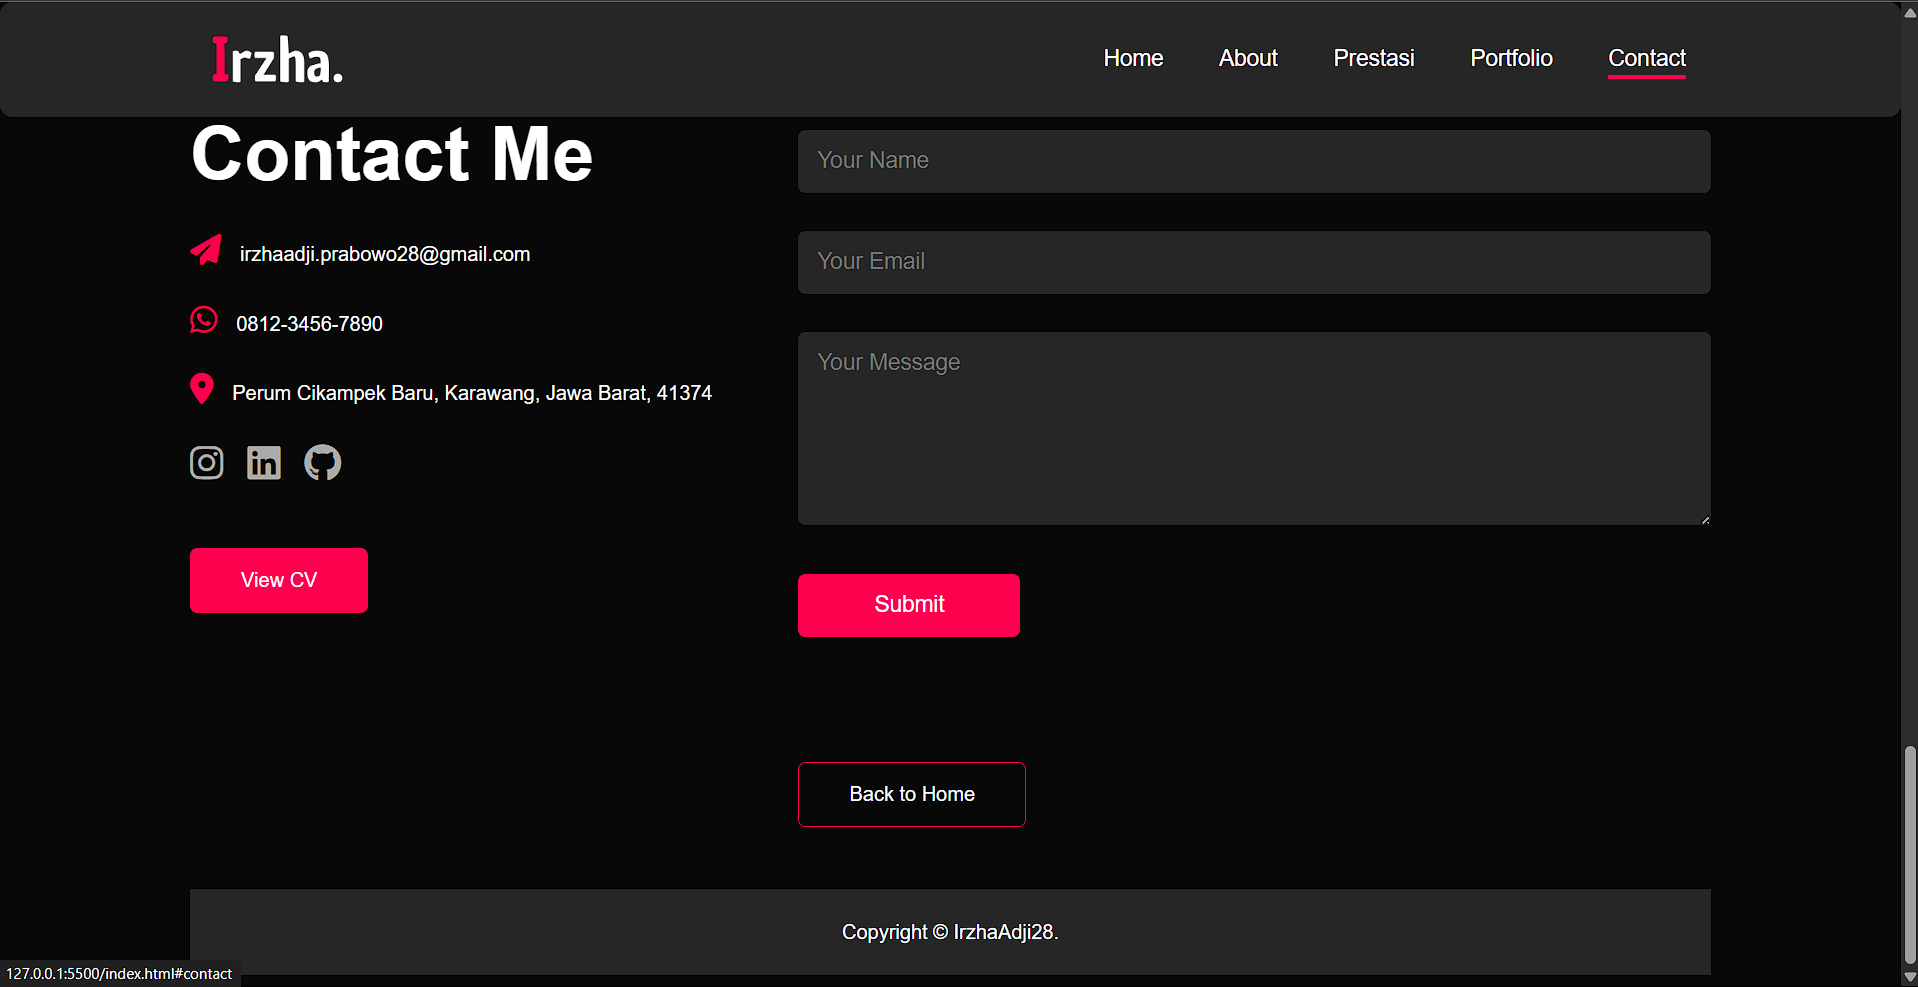 Irzha.
Home
About
Prestasi
Portfolio
Contact
Contact Me
irzhaadji.prabowo28@gmail.com
0812-3456-7890
Perum Cikampek Baru, Karawang, Jawa Barat, 41374
in
View CV
Your Name
Your Email
Your Message
Submit
Back to Home
Copyright © IrzhaAdji28.
127.0.0.1:5500/index.html#contact